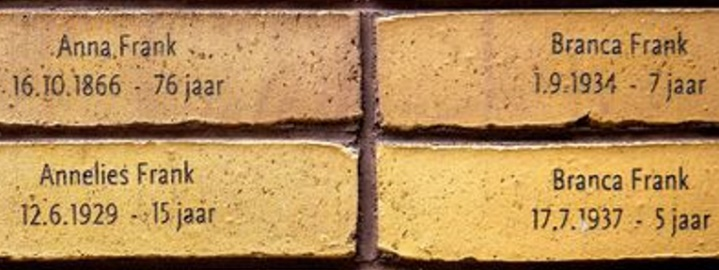 Anna Frank
16.10.1866 - 76 jaar
Branca Frank
1.9.1934 - 7 jaar
Annelies Frank
12.6.1929 - 15 jaar
Branca Frank
17.7.1937 - 5 jaar